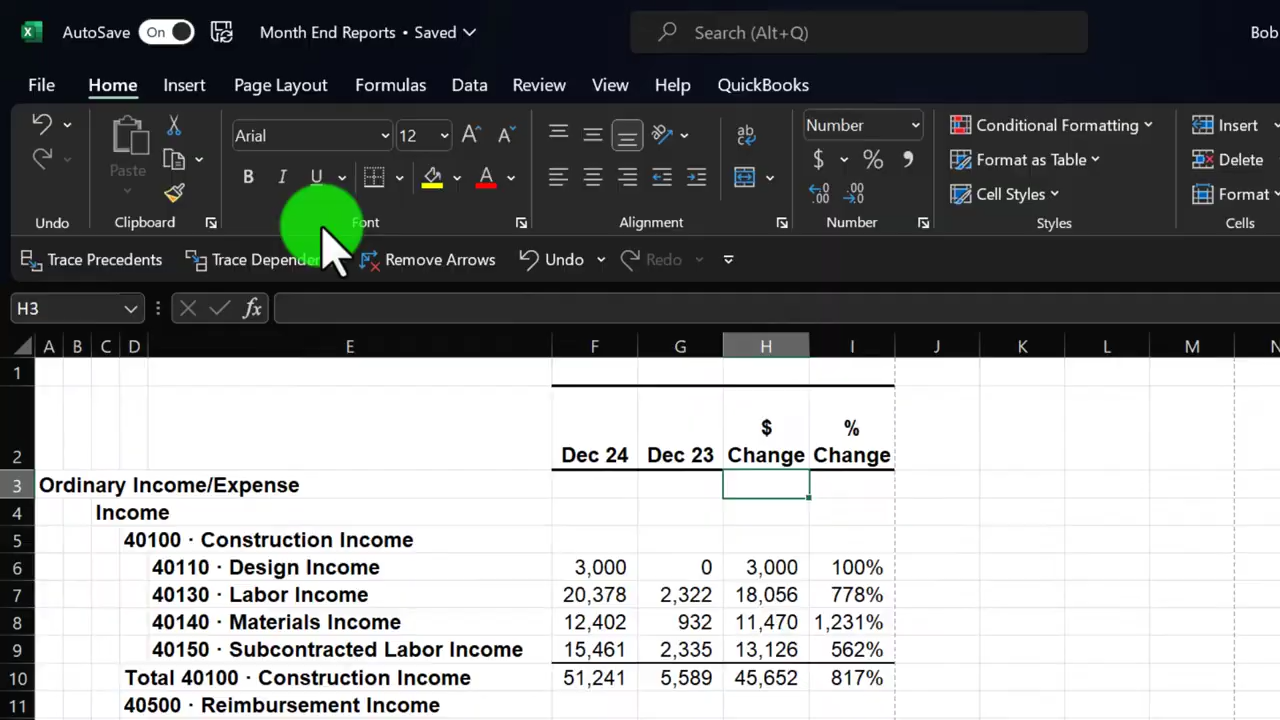 AutoSave On Month End Reports • Saved Search (Alt+Q) Bob
File Home Insert Page Layout Formulas Data Review View Help QuickBooks
Arial 12 Number Conditional Formatting Insert
Paste $ % Format as Table Delete
B I U A Cell Styles Format
Undo Clipboard Font Alignment Number Styles Cells
Trace Precedents Trace Depender Remove Arrows Undo Redo
H3 fx
A B C D E F G H I J K L M N
1
$ %
2 Dec 24 Dec 23 Change Change
3 Ordinary Income/Expense
4 Income
5 40100 · Construction Income
6 40110 · Design Income 3,000 0 3,000 100%
7 40130 · Labor Income 20,378 2,322 18,056 778%
8 40140 · Materials Income 12,402 932 11,470 1,231%
9 40150 · Subcontracted Labor Income 15,461 2,335 13,126 562%
10 Total 40100 · Construction Income 51,241 5,589 45,652 817%
11 40500 · Reimbursement Income